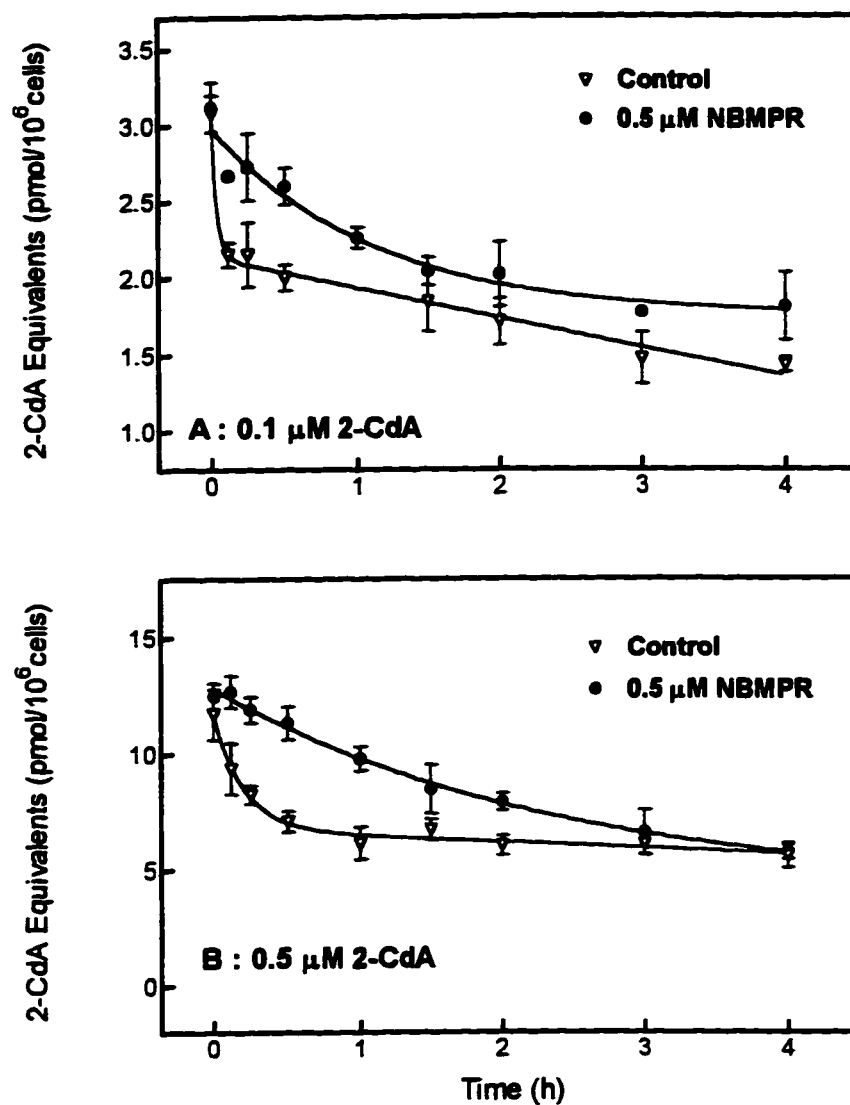 2-CdA Equivalents (pmol/10⁶cells)
3.5
3.0
2.5
2.0
1.5
1.0
Control
0.5 µM NBMPR
A : 0.1 µM 2-CdA
0 1 2 3 4
2-CdA Equivalents (pmol/10⁶cells)
15
10
5
0
Control
0.5 µM NBMPR
B : 0.5 µM 2-CdA
0 1 2 3 4
Time (h)